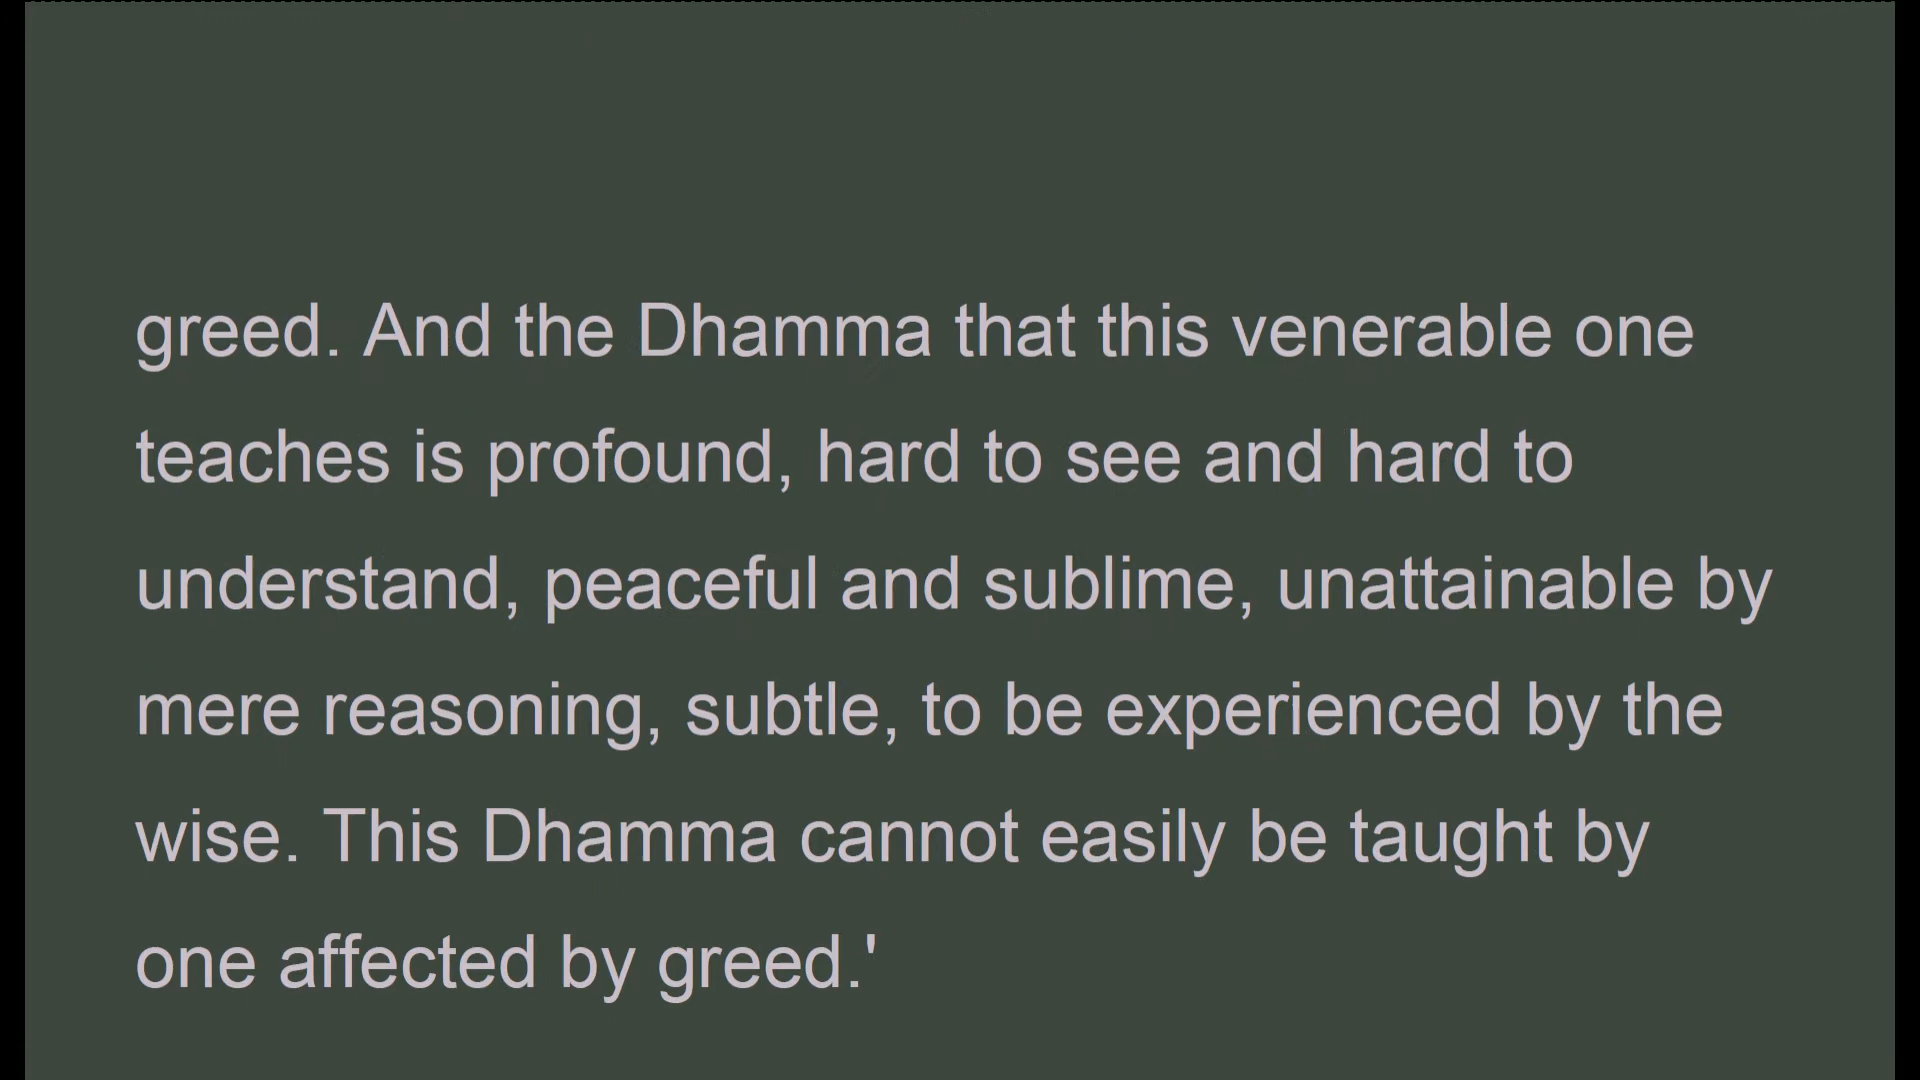 greed. And the Dhamma that this venerable one
teaches is profound, hard to see and hard to
understand, peaceful and sublime, unattainable by
mere reasoning, subtle, to be experienced by the
wise. This Dhamma cannot easily be taught by
one affected by greed.'